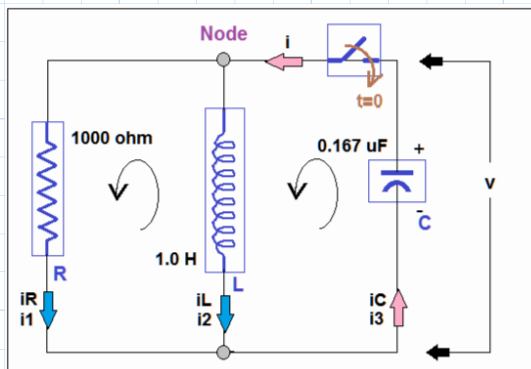 Node
i
t=0
1000 ohm
0.167 uF
+
v
-
C
1.0 H
R
L
iR
i1
iL
i2
iC
i3